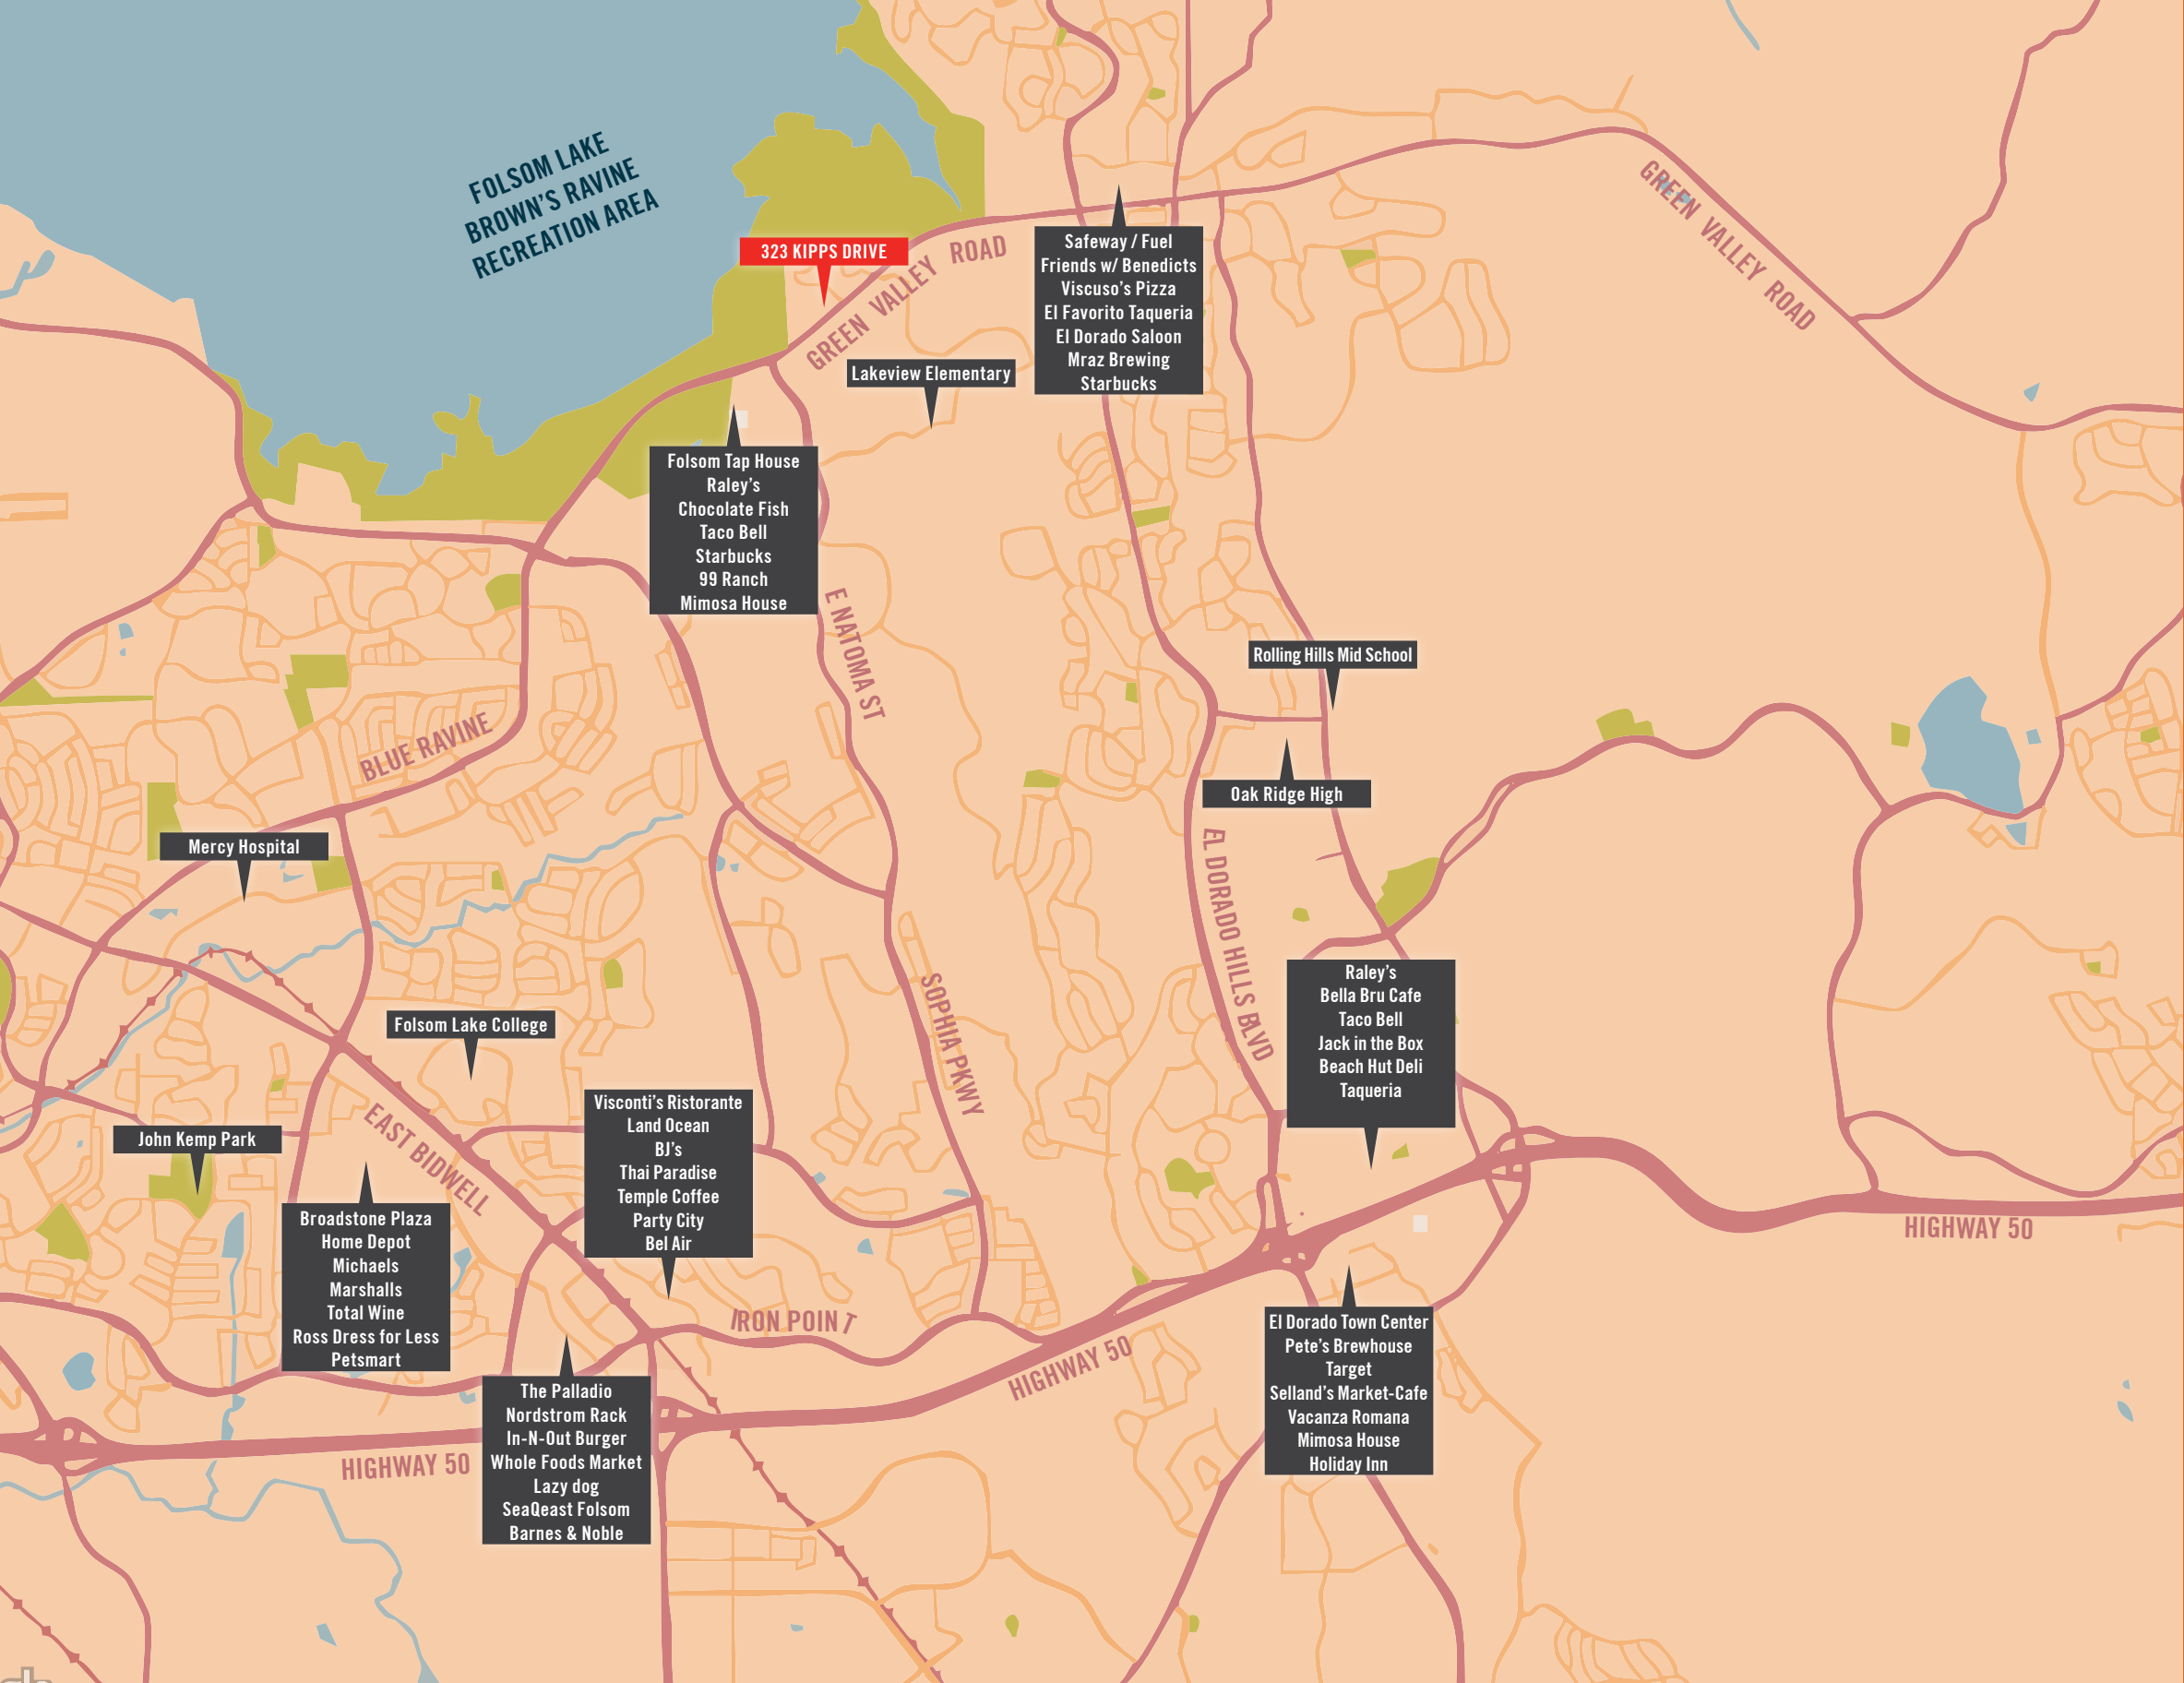 FOLSOM LAKE
BROWN'S RAVINE
RECREATION AREA
323 KIPPS DRIVE
GREEN VALLEY ROAD
GREEN VALLEY ROAD
Safeway / Fuel
Friends w/ Benedicts
Viscuso's Pizza
El Favorito Taqueria
El Dorado Saloon
Mraz Brewing
Starbucks
Lakeview Elementary
Folsom Tap House
Raley's
Chocolate Fish
Taco Bell
Starbucks
99 Ranch
Mimosa House
E NATOMA ST
Rolling Hills Mid School
BLUE RAVINE
Oak Ridge High
Mercy Hospital
EL DORADO HILLS BLVD
Raley's
Bella Bru Cafe
Taco Bell
Jack in the Box
Beach Hut Deli
Taqueria
Folsom Lake College
SOPHIA PKWY
John Kemp Park
EAST BIDWELL
Visconti's Ristorante
Land Ocean
BJ's
Thai Paradise
Temple Coffee
Party City
Bel Air
Broadstone Plaza
Home Depot
Michaels
Marshalls
Total Wine
Ross Dress for Less
Petsmart
HIGHWAY 50
IRON POINT
HIGHWAY 50
El Dorado Town Center
Pete's Brewhouse
Target
Selland's Market-Cafe
Vacanza Romana
Mimosa House
Holiday Inn
The Palladio
Nordstrom Rack
In-N-Out Burger
Whole Foods Market
Lazy dog
SeaQeast Folsom
Barnes & Noble
HIGHWAY 50